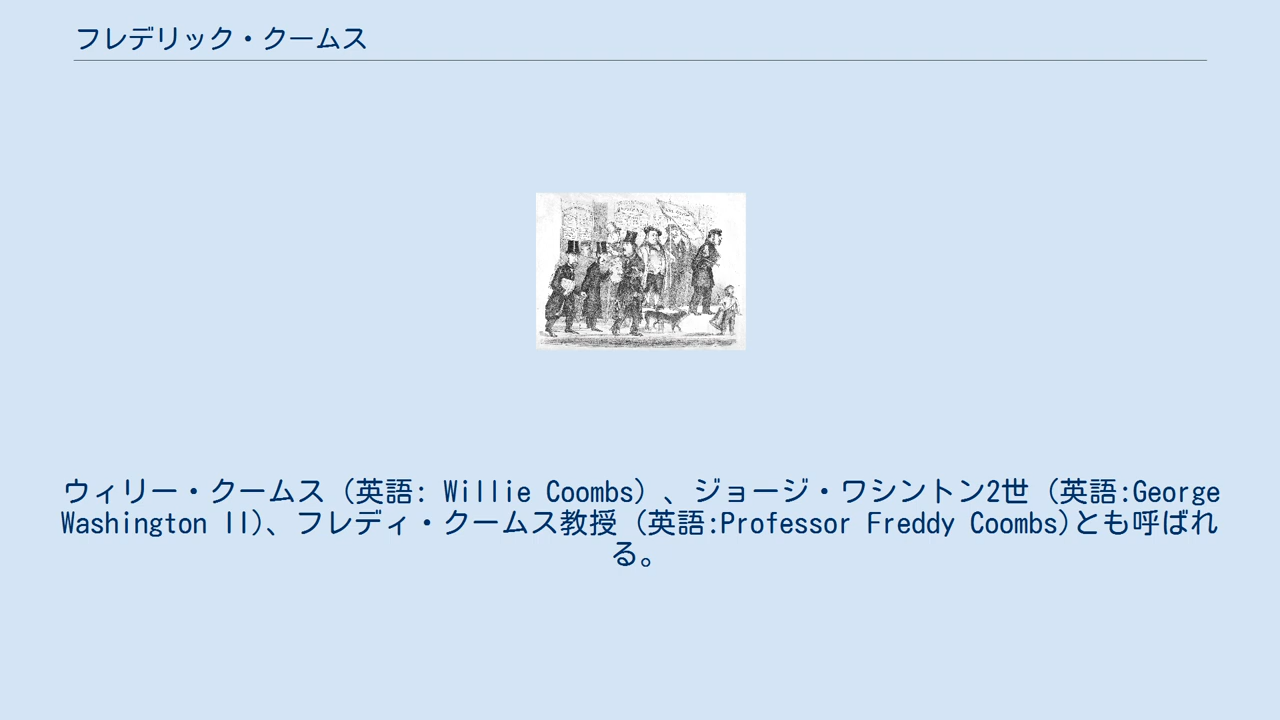 フレデリック・クームス
ウィリー・クームス（英語: Willie Coombs）、ジョージ・ワシントン2世（英語:George
Washington II)、フレディ・クームス教授（英語:Professor Freddy Coombs)とも呼ばれ
る。